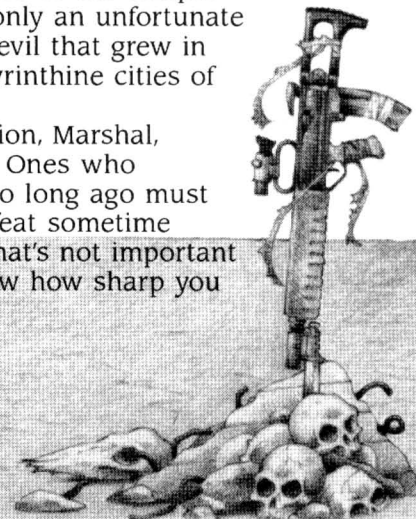 only an unfortunate
evil that grew in
yrinthine cities of
ion, Marshal,
Ones who
o long ago must
feat sometime
hat's not important
w how sharp you